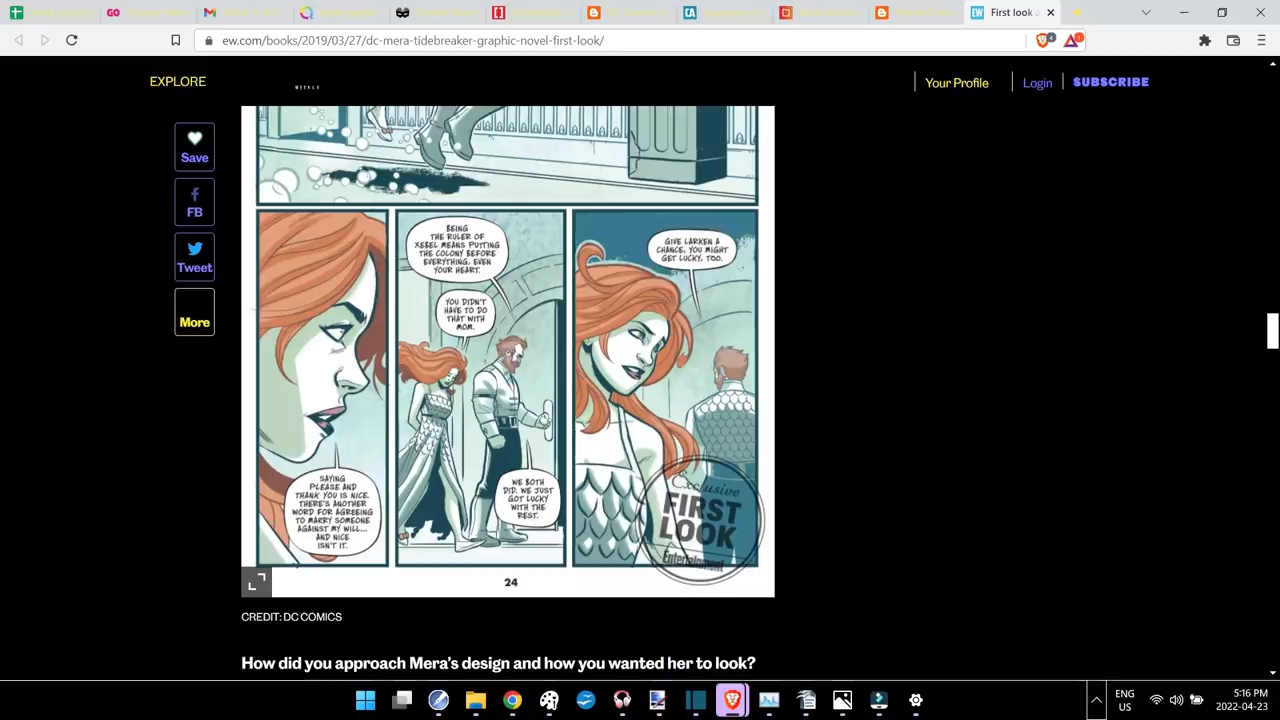 First look
ew.com/books/2019/03/27/dc-mera-tidebreaker-graphic-novel-first-look/
EXPLORE
WEEKLY
Your Profile
Login
SUBSCRIBE
Save
FB
Tweet
More
BEING
THE RULER OF
XEBEL MEANS PUTTING
THE COLONY BEFORE
EVERYTHING, EVEN
YOUR HEART.
YOU DIDN'T
HAVE TO DO
THAT WITH
MOM.
GIVE LARKEN A
CHANCE, YOU MIGHT
GET LUCKY, TOO.
SAYING
PLEASE AND
THANK YOU IS NICE.
THERE'S ANOTHER
WORD FOR AGREEING
TO MARRY SOMEONE
AGAINST MY WILL...
AND NICE
ISN'T IT.
WE BOTH
DID. WE JUST
GOT LUCKY
WITH THE
REST.
Exclusive
FIRST
LOOK
Entertainment
24
CREDIT: DC COMICS
How did you approach Mera's design and how you wanted her to look?
ENG
US
5:16 PM
2022-04-23